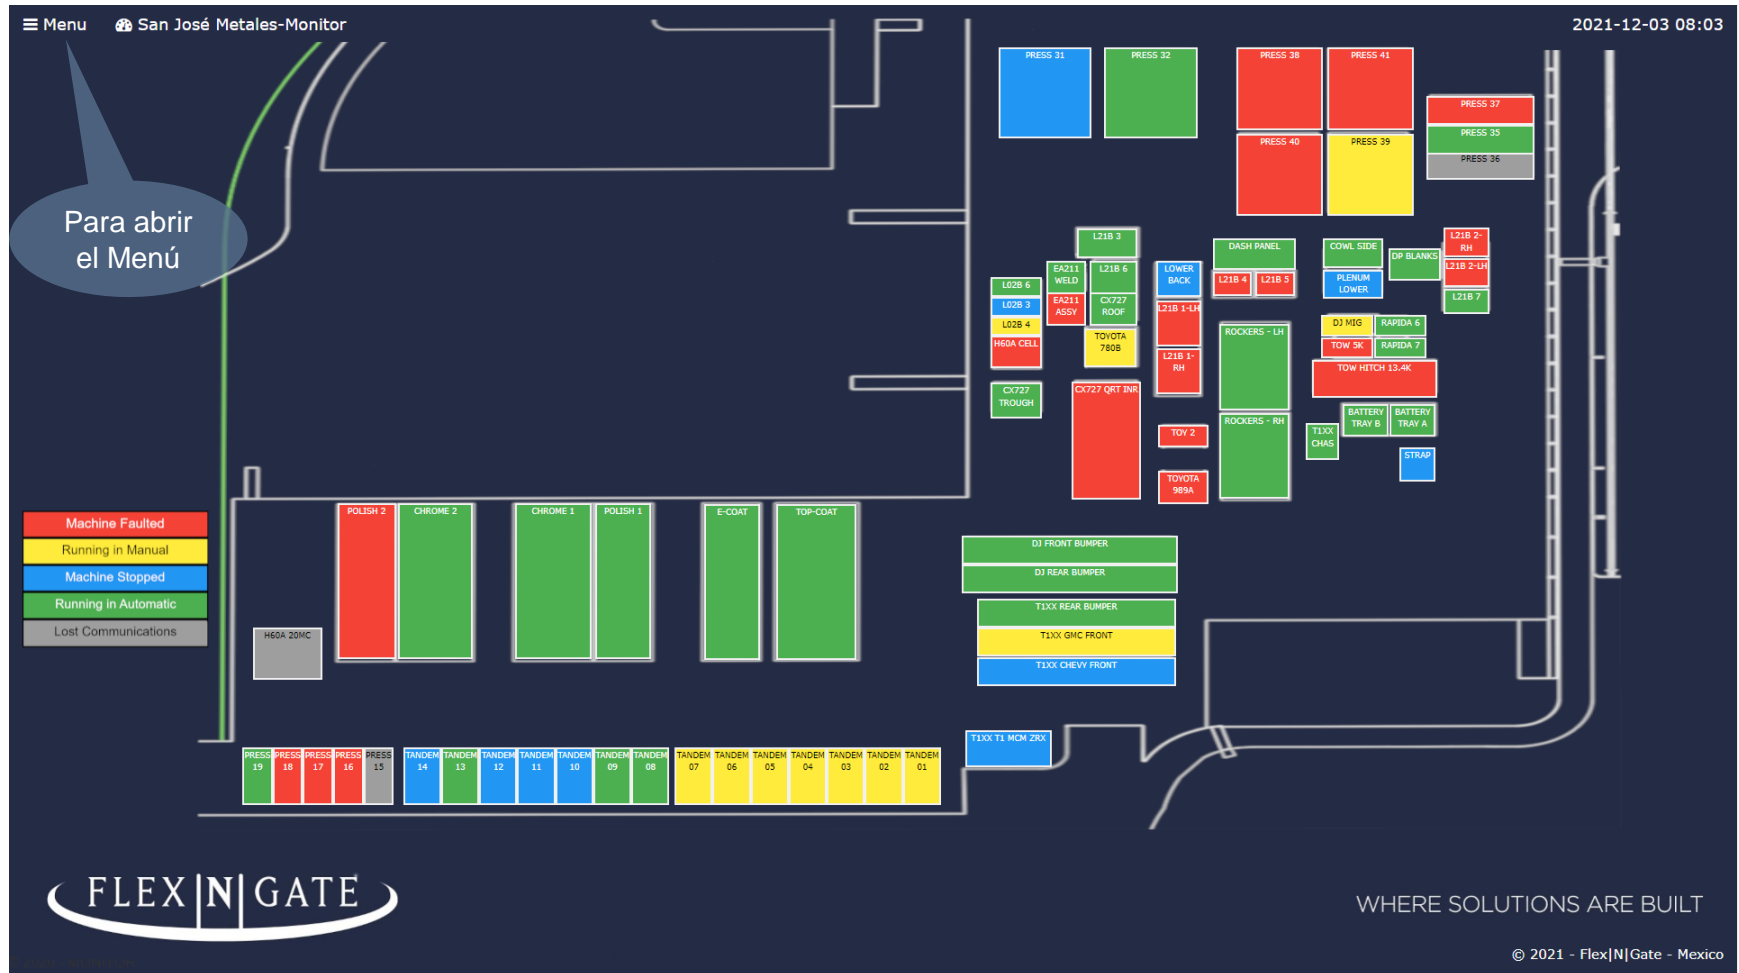 Menu
San José Metales-Monitor
2021-12-03 08:03
Para abrir
el Menú
PRESS 31
PRESS 32
PRESS 38
PRESS 41
PRESS 37
PRESS 35
PRESS 36
PRESS 40
PRESS 39
L21B 3
DASH PANEL
COWL SIDE
DP BLANKS
L21B 2-
RH
L21B 2-LH
L21B 7
EA211
WELD
L21B 6
LOWER
BACK
L21B 4
L21B 5
PLENUM
LOWER
L02B 6
L02B 3
L02B 4
H60A CELL
EA211
ASSY
CX727
ROOF
L21B 1-LH
TOYOTA
780B
L21B 1-
RH
ROCKERS - LH
DJ MIG
RAPIDA 6
TOW 5K
RAPIDA 7
TOW HITCH 13.4K
CX727
TROUGH
CX727 QRT INR
TOY 2
ROCKERS - RH
BATTERY
TRAY B
BATTERY
TRAY A
T1XX
CHAS
STRAP
TOYOTA
989A
Machine Faulted
Running in Manual
Machine Stopped
Running in Automatic
Lost Communications
POLISH 2
CHROME 2
CHROME 1
POLISH 1
E-COAT
TOP-COAT
DJ FRONT BUMPER
DJ REAR BUMPER
T1XX REAR BUMPER
T1XX GMC FRONT
T1XX CHEVY FRONT
H60A 20MC
T1XX T1 MCM ZRX
PRESS
19
PRESS
18
PRESS
17
PRESS
16
PRESS
15
TANDEM
14
TANDEM
13
TANDEM
12
TANDEM
11
TANDEM
10
TANDEM
09
TANDEM
08
TANDEM
07
TANDEM
06
TANDEM
05
TANDEM
04
TANDEM
03
TANDEM
02
TANDEM
01
FLEX|N|GATE
WHERE SOLUTIONS ARE BUILT
© 2021 - Flex|N|Gate - Mexico